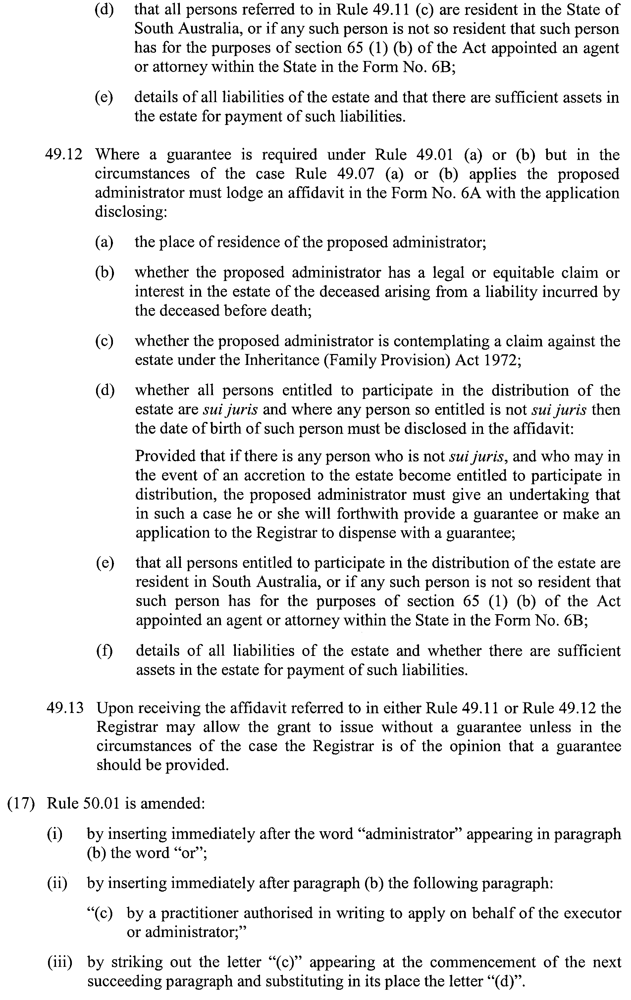 (d) that all persons referred to in Rule 49.11 (c) are resident in the State of
South Australia, or if any such person is not so resident that such person
has for the purposes of section 65 (1) (b) of the Act appointed an agent
or attorney within the State in the Form No. 6B;
(e) details of all liabilities of the estate and that there are sufficient assets in
the estate for payment of such liabilities.
49.12 Where a guarantee is required under Rule 49.01 (a) or (b) but in the
circumstances of the case Rule 49.07 (a) or (b) applies the proposed
administrator must lodge an affidavit in the Form No. 6A with the application
disclosing:
(a) the place of residence of the proposed administrator;
(b) whether the proposed administrator has a legal or equitable claim or
interest in the estate of the deceased arising from a liability incurred by
the deceased before death;
(c) whether the proposed administrator is contemplating a claim against the
estate under the Inheritance (Family Provision) Act 1972;
(d) whether all persons entitled to participate in the distribution of the
estate are sui juris and where any person so entitled is not sui juris then
the date of birth of such person must be disclosed in the affidavit:
Provided that if there is any person who is not sui juris, and who may in
the event of an accretion to the estate become entitled to participate in
distribution, the proposed administrator must give an undertaking that
in such a case he or she will forthwith provide a guarantee or make an
application to the Registrar to dispense with a guarantee;
(e) that all persons entitled to participate in the distribution of the estate are
resident in South Australia, or if any such person is not so resident that
such person has for the purposes of section 65 (1) (b) of the Act
appointed an agent or attorney within the State in the Form No. 6B;
(f) details of all liabilities of the estate and whether there are sufficient
assets in the estate for payment of such liabilities.
49.13 Upon receiving the affidavit referred to in either Rule 49.11 or Rule 49.12 the
Registrar may allow the grant to issue without a guarantee unless in the
circumstances of the case the Registrar is of the opinion that a guarantee
should be provided.
(17) Rule 50.01 is amended:
(i) by inserting immediately after the word “administrator” appearing in paragraph
(b) the word “or”;
(ii) by inserting immediately after paragraph (b) the following paragraph:
“(c) by a practitioner authorised in writing to apply on behalf of the executor
or administrator;”
(iii) by striking out the letter “(c)” appearing at the commencement of the next
succeeding paragraph and substituting in its place the letter “(d)”.